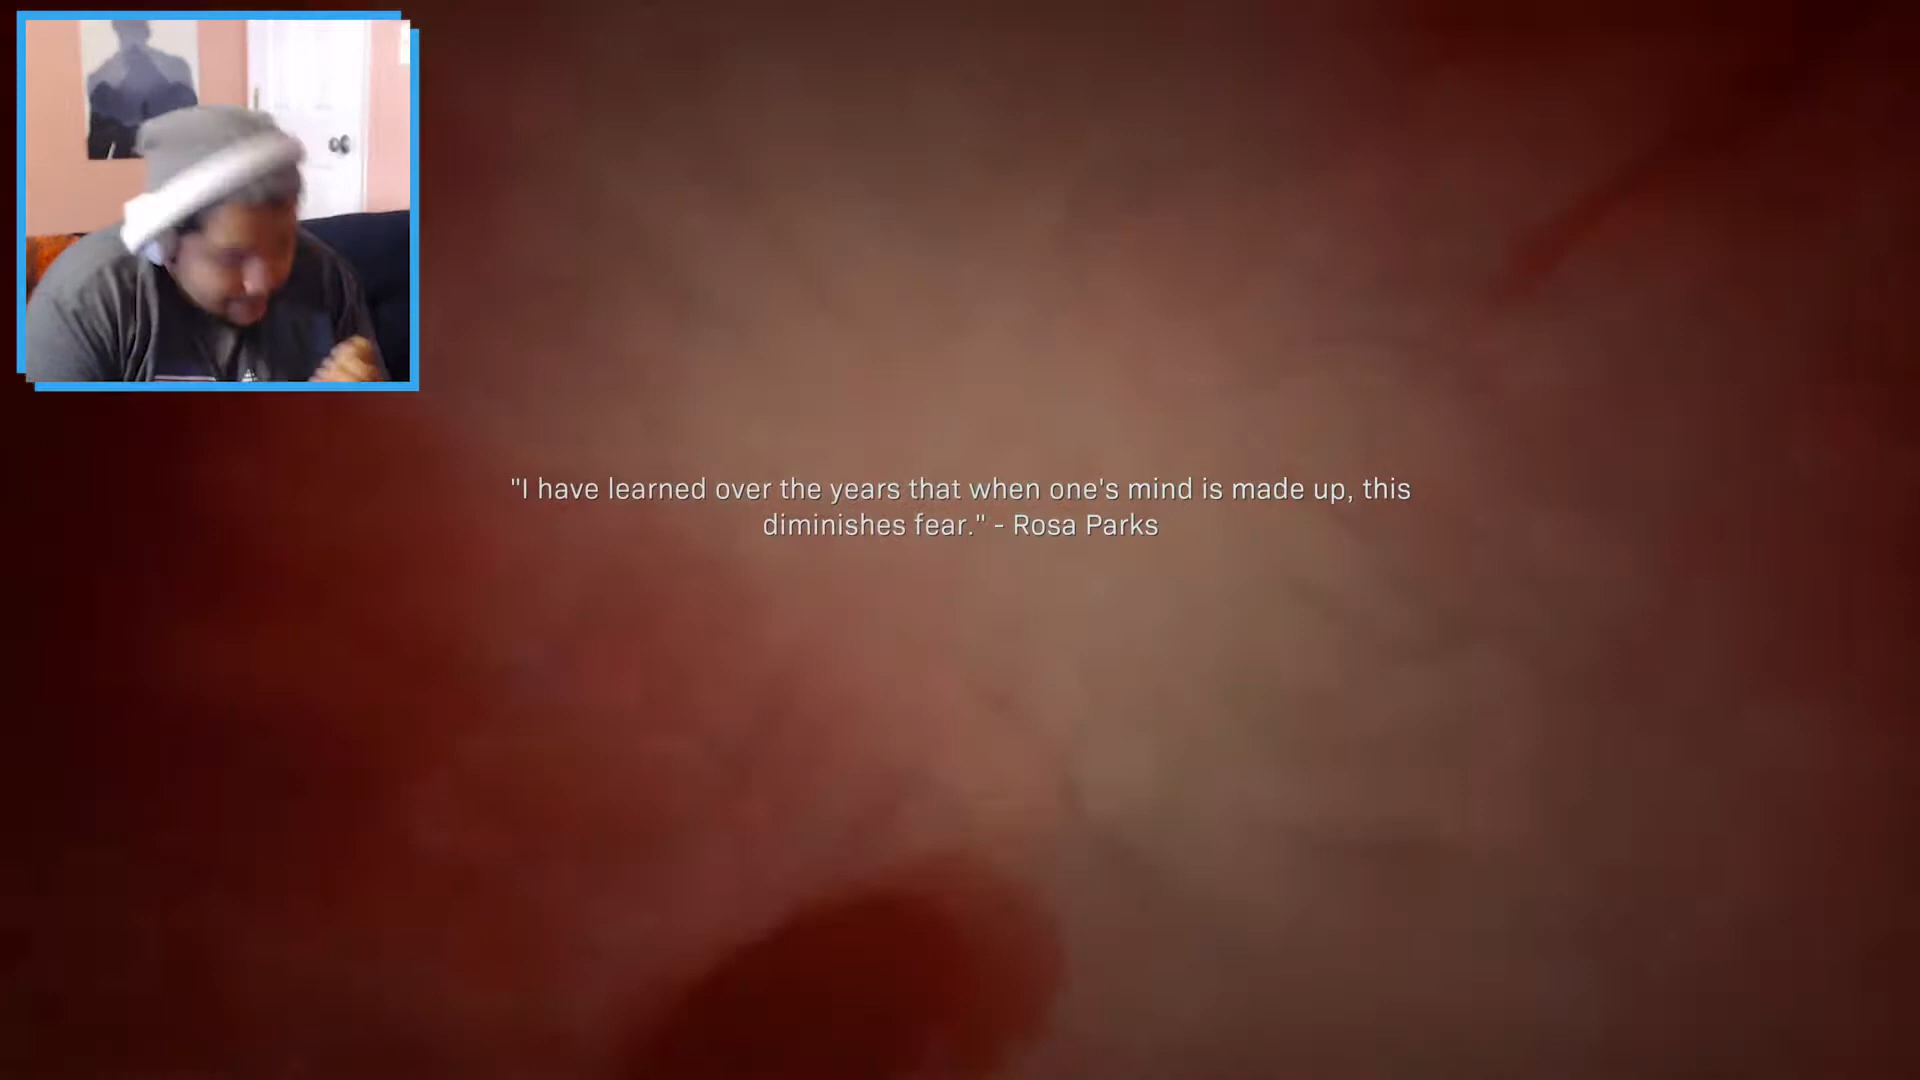 "I have learned over the years that when one's mind is made up, this
diminishes fear." - Rosa Parks